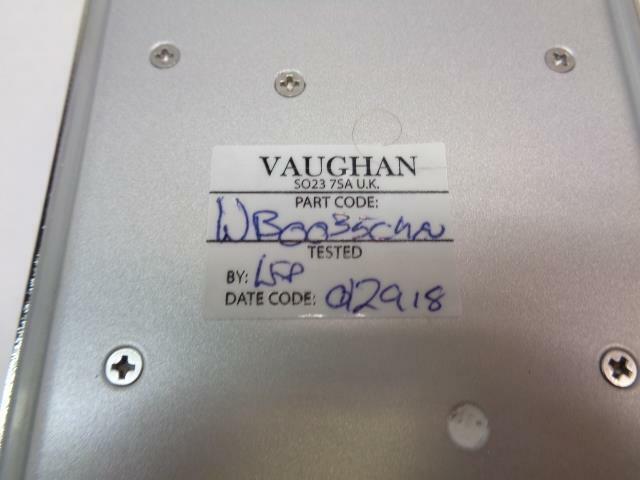 VAUGHAN
SO23 7SA U.K.
PART CODE:
TESTED
BY:
DATE CODE: 012918